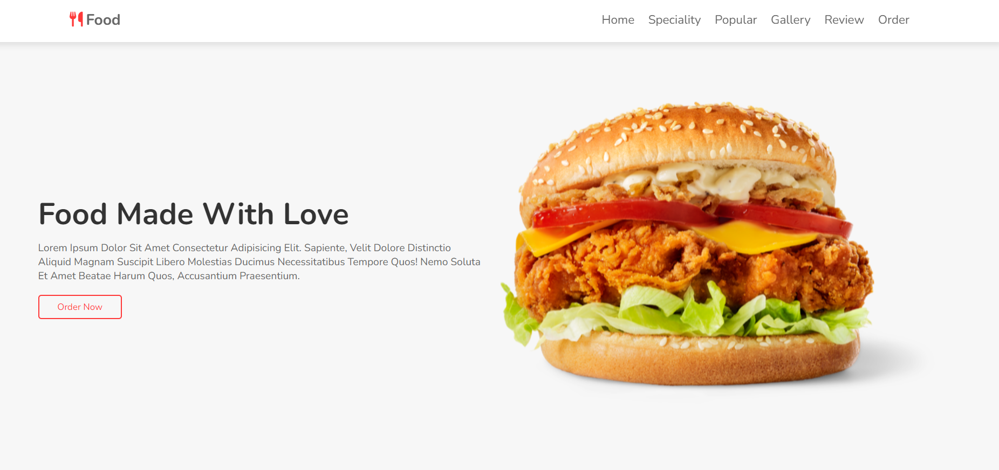 Food
Home Speciality Popular Gallery Review Order
Food Made With Love
Lorem Ipsum Dolor Sit Amet Consectetur Adipisicing Elit. Sapiente, Velit Dolore Distinctio
Aliquid Magnam Suscipit Libero Molestias Ducimus Necessitatibus Tempore Quos! Nemo Soluta
Et Amet Beatae Harum Quos, Accusantium Praesentium.
Order Now